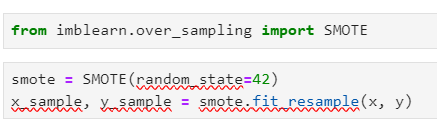 from imblearn.over_sampling import SMOTE
smote = SMOTE(random_state=42)
x_sample, y_sample = smote.fit_resample(x, y)